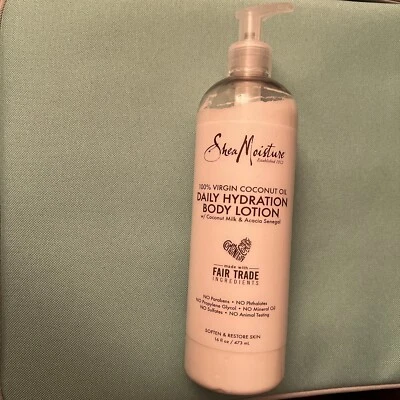 SheaMoisture
Established 1912
100% VIRGIN COCONUT OIL
DAILY HYDRATION
BODY LOTION
w/ Coconut Milk & Acacia Senegal
made with
FAIR TRADE
INGREDIENTS
NO Parabens • NO Phthalates
NO Propylene Glycol • NO Mineral Oil
NO Sulfates • NO Animal Testing
SOFTEN & RESTORE SKIN
16 fl oz / 473 mL